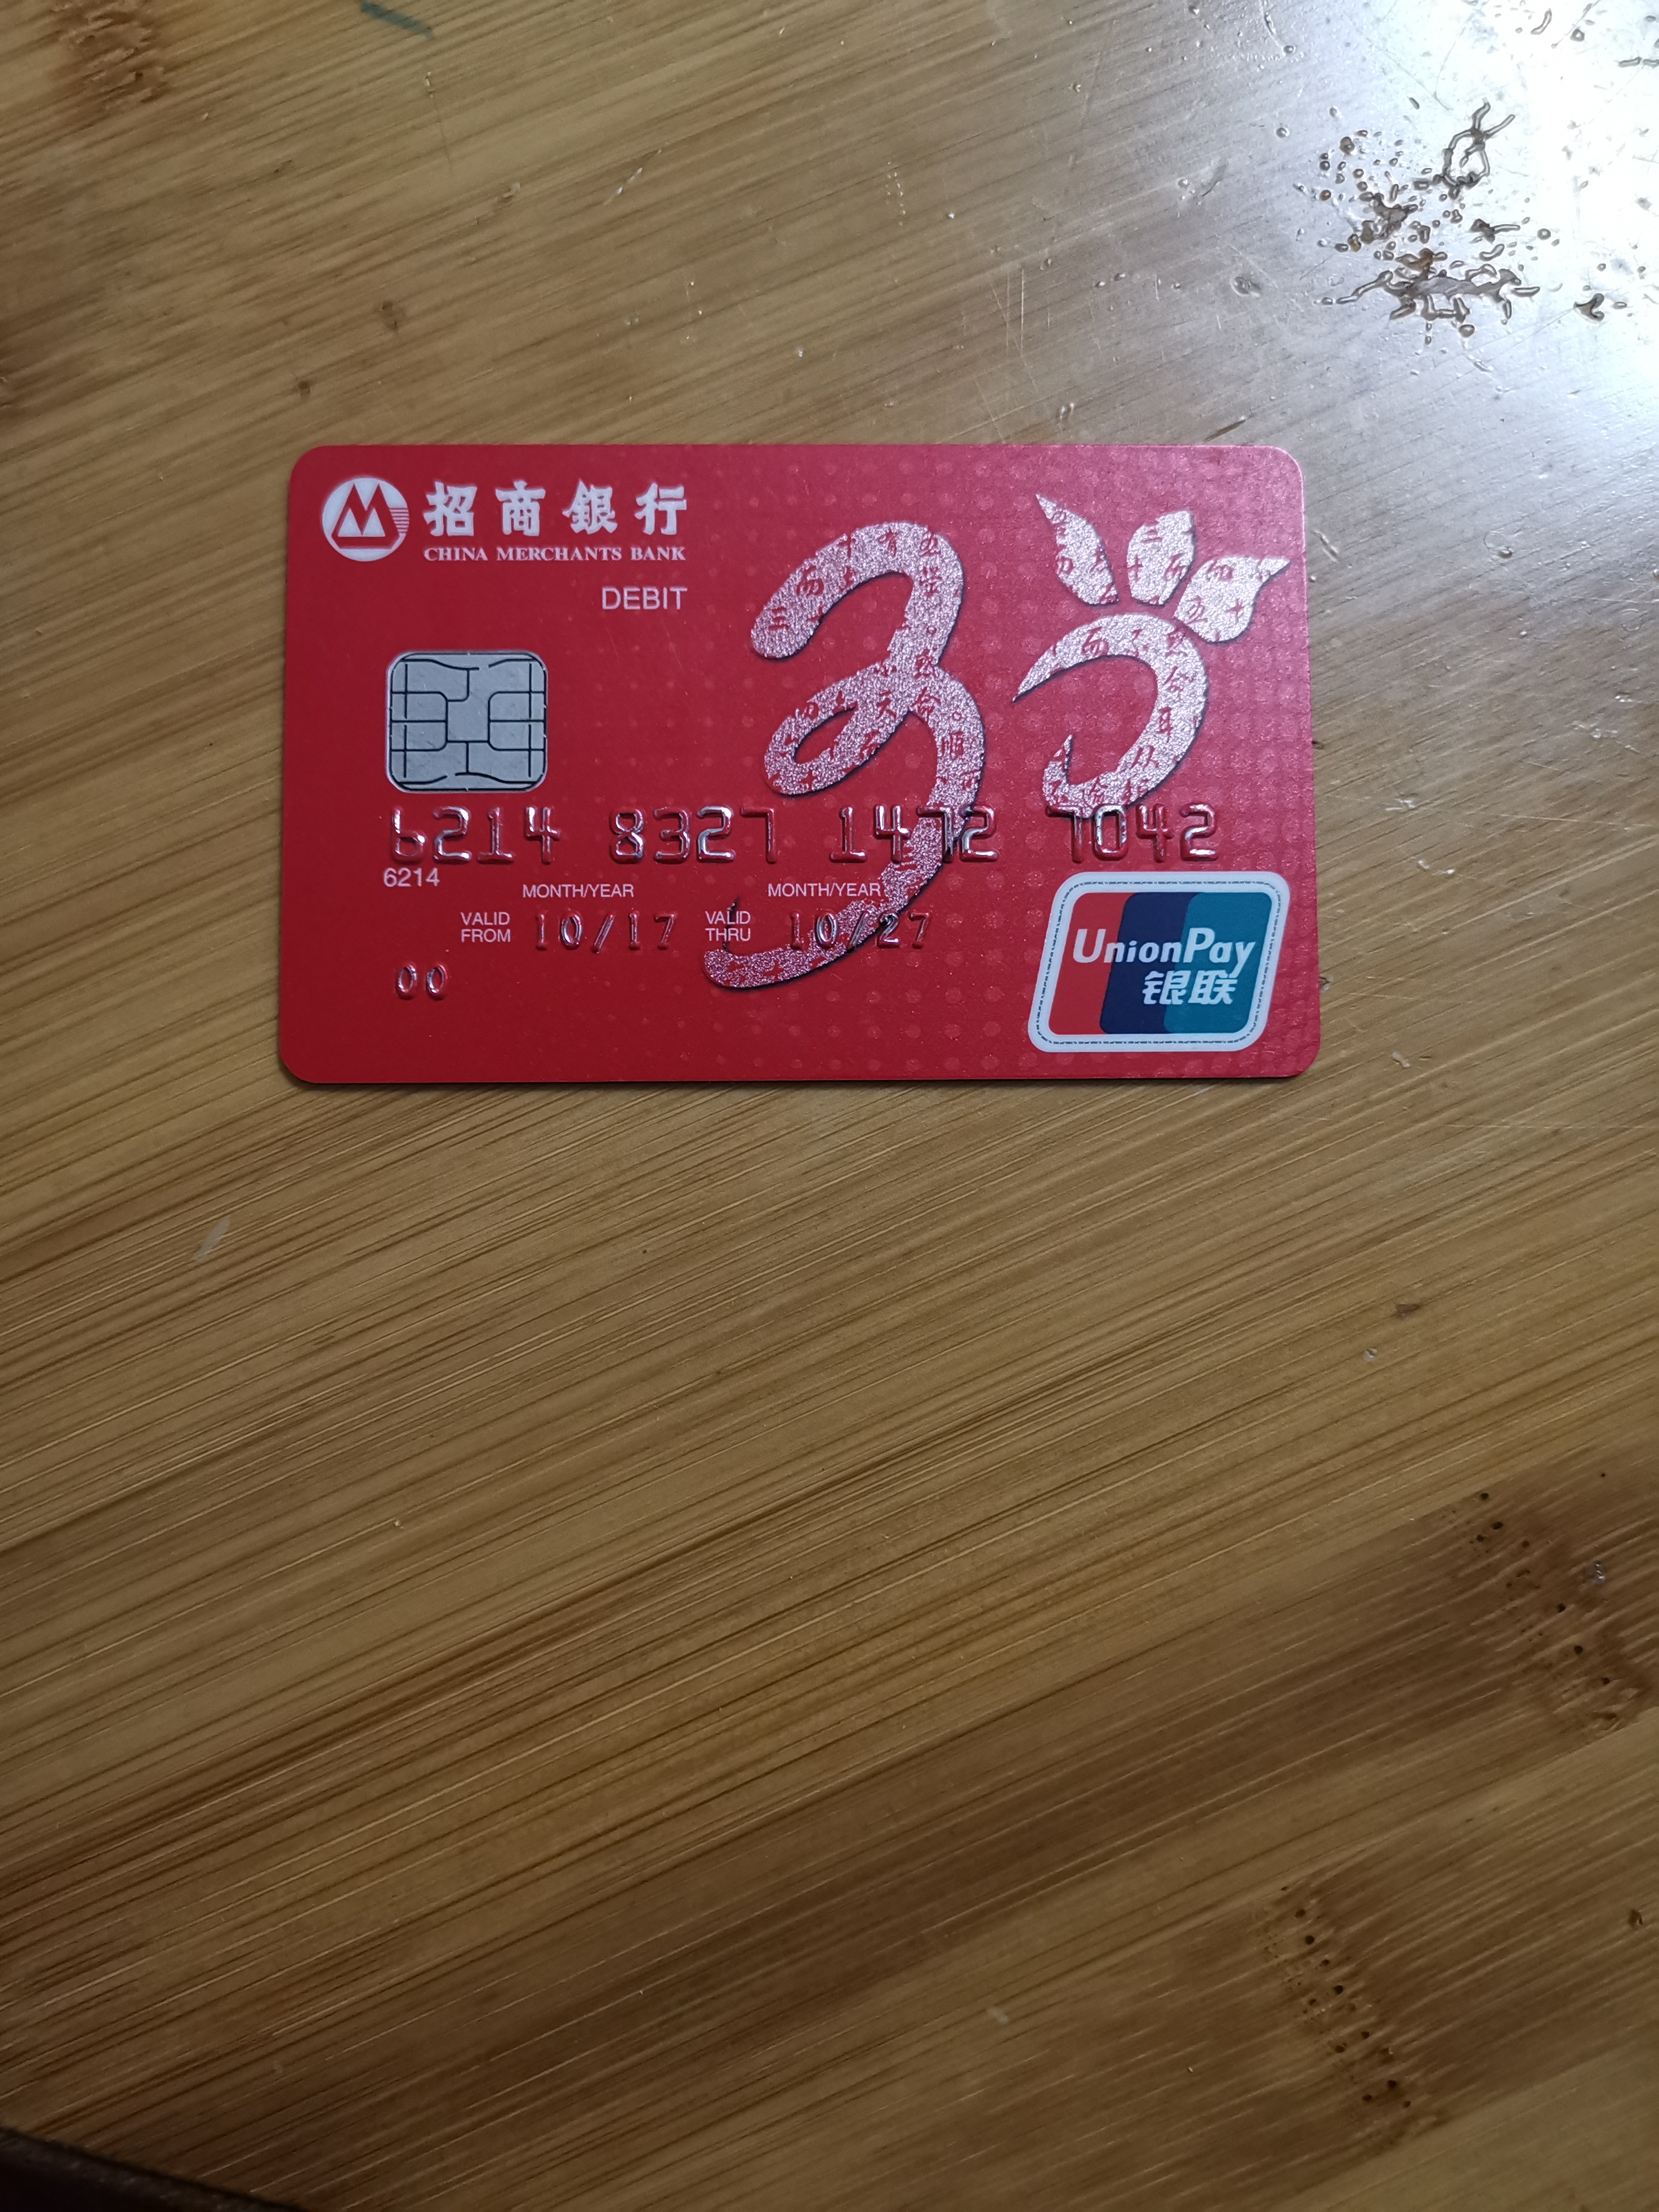 招商銀行
CHINA MERCHANTS BANK
DEBIT
6214 8327 1472 7042
6214
MONTH/YEAR MONTH/YEAR
VALID FROM 10/17 VALID THRU 10/27
00
UnionPay
银联